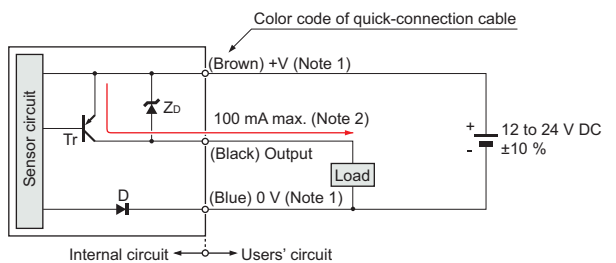 Color code of quick-connection cable
(Brown) +V (Note 1)
Sensor circuit
Tr
ZD
100 mA max. (Note 2)
(Black) Output
+
-
12 to 24 V DC
±10 %
Load
D
(Blue) 0 V (Note 1)
Internal circuit
Users' circuit